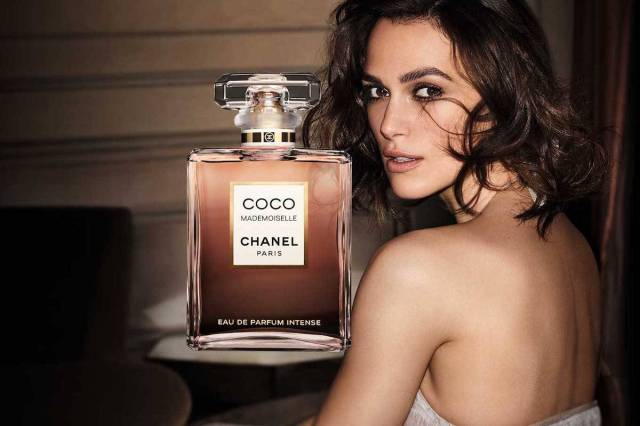 COCO
MADEMOISELLE
CHANEL
PARIS
EAU DE PARFUM INTENSE